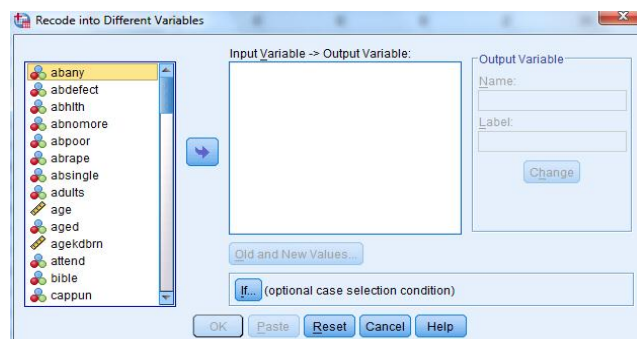 Recode into Different Variables
abany
abdefect
abhlth
abnomore
abpoor
abrape
absingle
adults
age
aged
agekdbrn
attend
bible
cappun
Input Variable -> Output Variable:
Output Variable
Name:
Label:
Change
Old and New Values...
If... (optional case selection condition)
OK Paste Reset Cancel Help